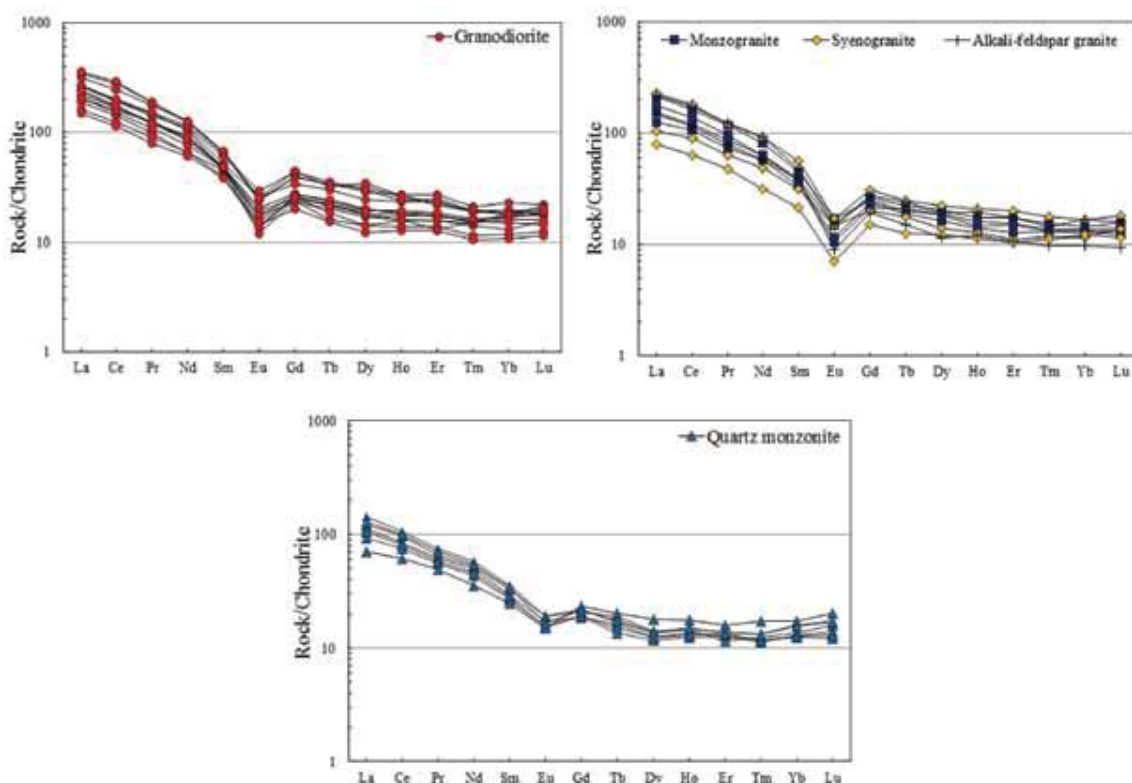 1000
100
10
1
Rock/Chondrite
Granodiorite
La Ce Pr Nd Sm Eu Gd Tb Dy Ho Er Tm Yb Lu
1000
100
10
1
Rock/Chondrite
Monzogranite Syenogranite Alkali-feldspar granite
La Ce Pr Nd Sm Eu Gd Tb Dy Ho Er Tm Yb Lu
1000
100
10
1
Rock/Chondrite
Quartz monzonite
La Ce Pr Nd Sm Eu Gd Tb Dy Ho Er Tm Yb Lu